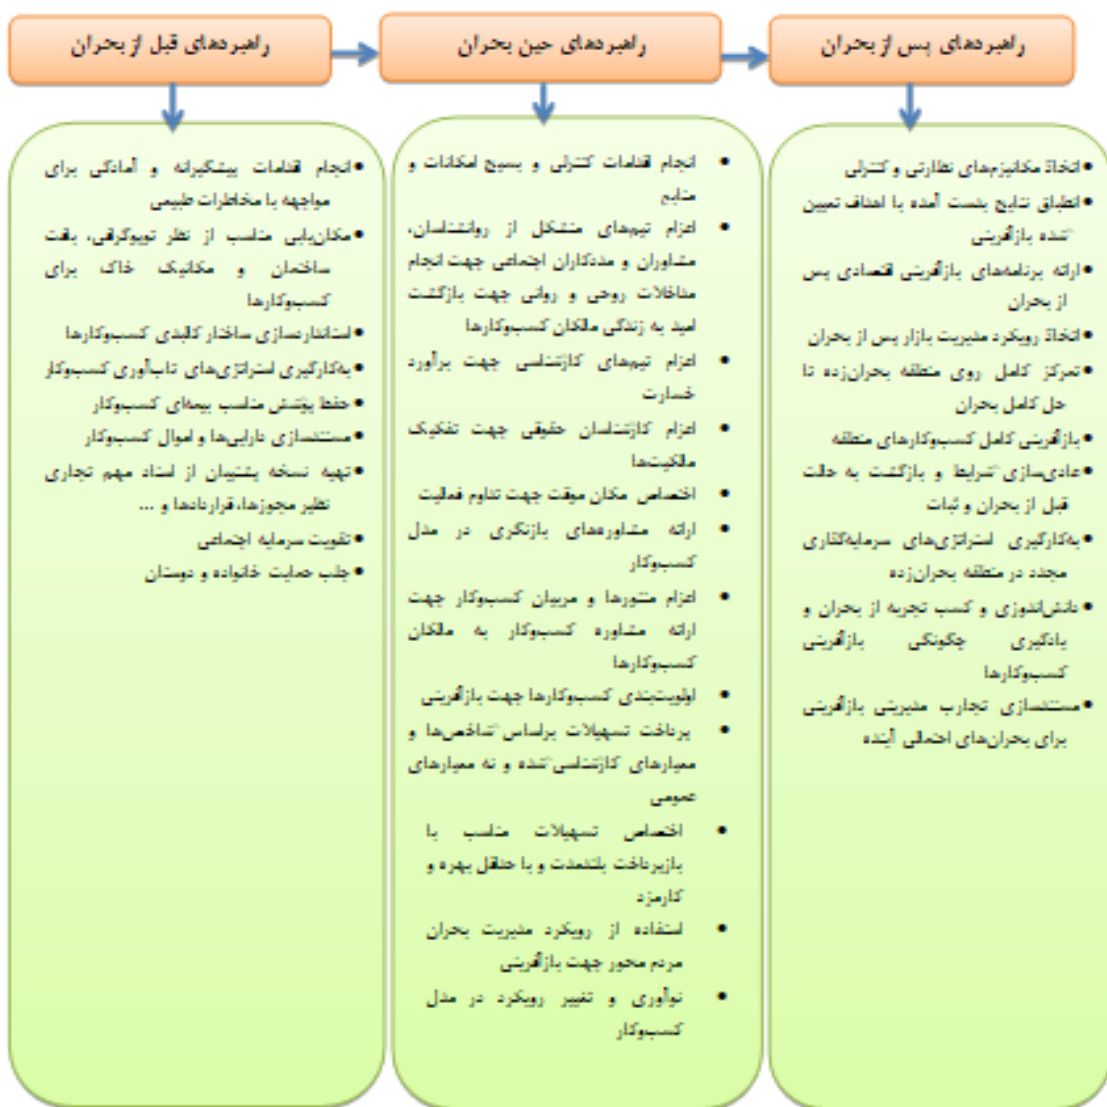 راهبردهای قبل از بحران
• انجام اقدامات پیشگیرانه و آمادگی برای
مواجهه با مخاطرات طبیعی
• مکان‌یابی مناسب از نظر توپوگرافی، بافت
ساختمان و مکانیک خاک برای
کسب‌وکارها
• استانداردسازی ساختار کالبدی کسب‌وکارها
• به‌کارگیری استراتژی‌های تاب‌آوری کسب‌وکار
• حفظ پوشش مناسب بیمه‌ای کسب‌وکار
• مستندسازی دارایی‌ها و اموال کسب‌وکار
• تهیه نسخه پشتیبان از اسناد مهم تجاری
نظیر مجوزها، قراردادها و ...
• تقویت سرمایه اجتماعی
• جلب حمایت خانواده و دوستان
راهبردهای حین بحران
• انجام اقدامات کنترلی و بسیج امکانات و
منابع
• اعزام تیم‌های متشکل از روانشناسان،
مشاوران و مددکاران اجتماعی جهت انجام
مداخلات روحی و روانی جهت بازگشت
امید به زندگی مالکان کسب‌وکارها
• اعزام تیم‌های کارشناسی جهت برآورد
خسارت
• اعزام کارشناسان حقوقی جهت تفکیک
مالکیت‌ها
• اختصاص مکان موقت جهت تداوم فعالیت
• ارائه مشاوره‌های بازنگری در مدل
کسب‌وکار
• اعزام منتورها و مربیان کسب‌وکار جهت
ارائه مشاوره کسب‌وکار به مالکان
کسب‌وکارها
• اولویت‌بندی کسب‌وکارها جهت بازآفرینی
• پرداخت تسهیلات براساس شاخص‌ها و
معیارهای کارشناسی شده و نه معیارهای
عمومی
• اختصاص تسهیلات مناسب با
بازپرداخت بلندمدت و با حداقل بهره و
کارمزد
• استفاده از رویکرد مدیریت بحران
مردم محور جهت بازآفرینی
• نوآوری و تغییر رویکرد در مدل
کسب‌وکار
راهبردهای پس از بحران
• اتخاذ مکانیزم‌های نظارتی و کنترلی
• انطباق نتایج بدست آمده با اهداف تعیین
شده بازآفرینی
• ارائه برنامه‌های بازآفرینی اقتصادی پس
از بحران
• اتخاذ رویکرد مدیریت بازار پس از بحران
• تمرکز کامل روی منطقه بحران‌زده تا
حل کامل بحران
• بازآفرینی کامل کسب‌وکارهای منطقه
• عادی‌سازی شرایط و بازگشت به حالت
قبل از بحران و ثبات
• به‌کارگیری استراتژی‌های سرمایه‌گذاری
مجدد در منطقه بحران‌زده
• دانش‌اندوزی و کسب تجربه از بحران و
یادگیری چگونگی بازآفرینی
کسب‌وکارها
• مستندسازی تجارب مدیریتی بازآفرینی
برای بحران‌های احتمالی آینده